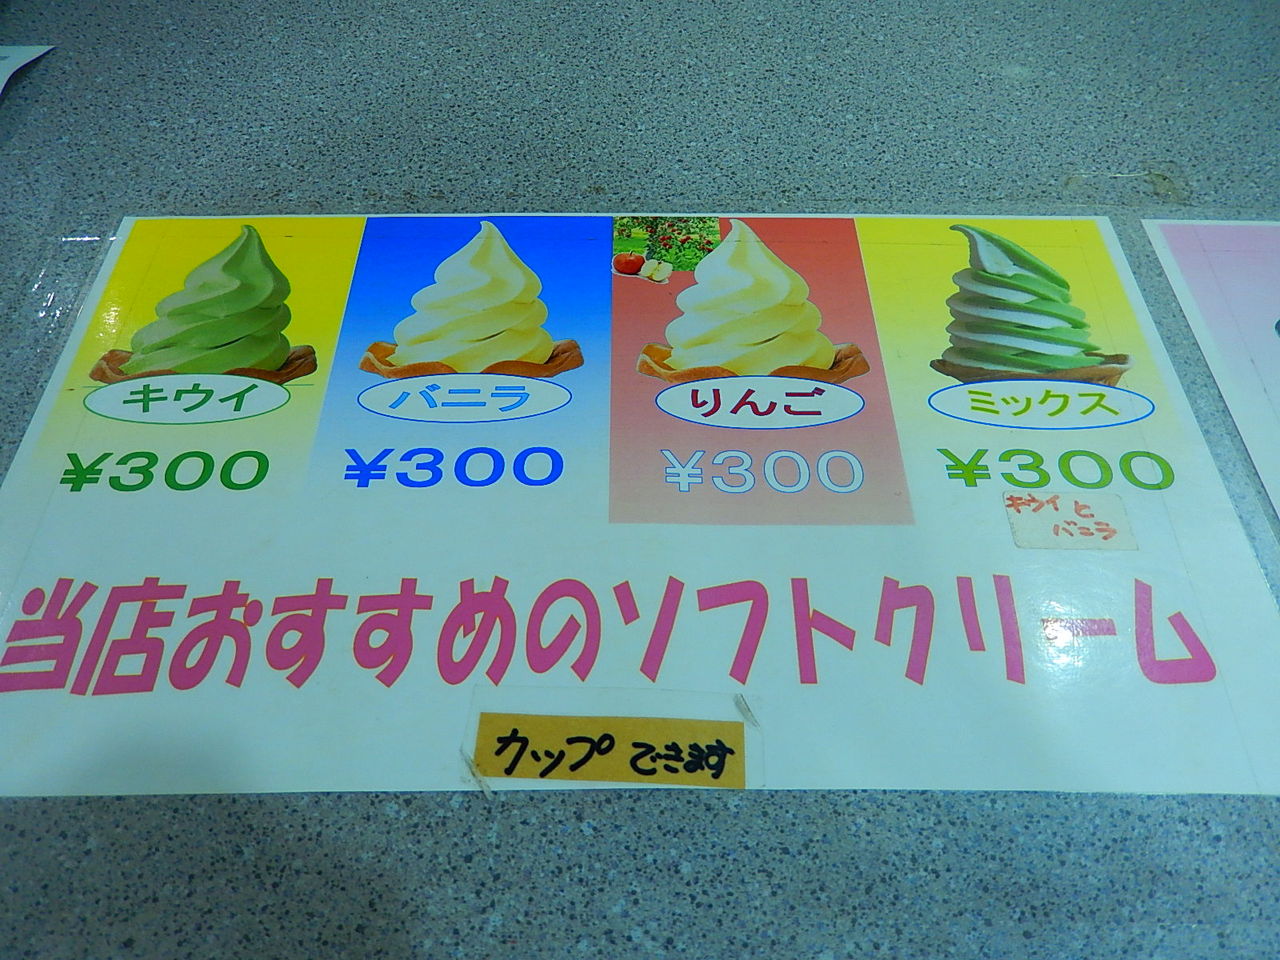 キウイ
バニラ
りんご
ミックス
¥300
¥300
¥300
¥300
キウイと
バニラ
当店おすすめのソフトクリーム
カップできます